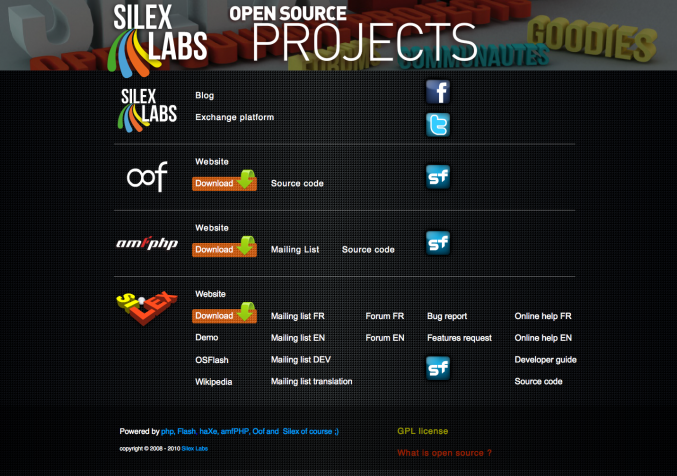 SILEX LABS
OPEN SOURCE
PROJECTS
GOODIES
COMMUNAUTES
SILEX LABS
Blog
Exchange platform
oof
Website
Download
Source code
amfphp
Website
Download
Mailing List
Source code
SILEX
Website
Download
Mailing list FR
Forum FR
Bug report
Online help FR
Demo
Mailing list EN
Forum EN
Features request
Online help EN
OSFlash
Mailing list DEV
Developer guide
Wikipedia
Mailing list translation
Source code
Powered by php, Flash haXe, amfPHP, Oof and Silex of course ;)
GPL license
copyright © 2008 - 2010 Silex Labs
What is open source ?